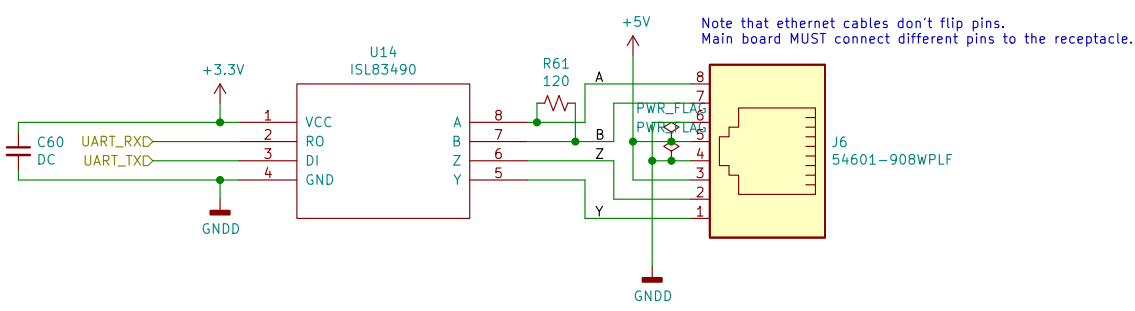 Note that ethernet cables don't flip pins.
Main board MUST connect different pins to the receptacle.
+5V
U14
ISL83490
+3.3V
R61
120
A
8
7
PWR_FLAG
6
PWR_FLAG
5
4
3
2
1
B
Z
Y
J6
54601-908WPLF
C60
DC
UART_RX
UART_TX
1
2
3
4
VCC
RO
DI
GND
A
B
Z
Y
8
7
6
5
GNDD
GNDD